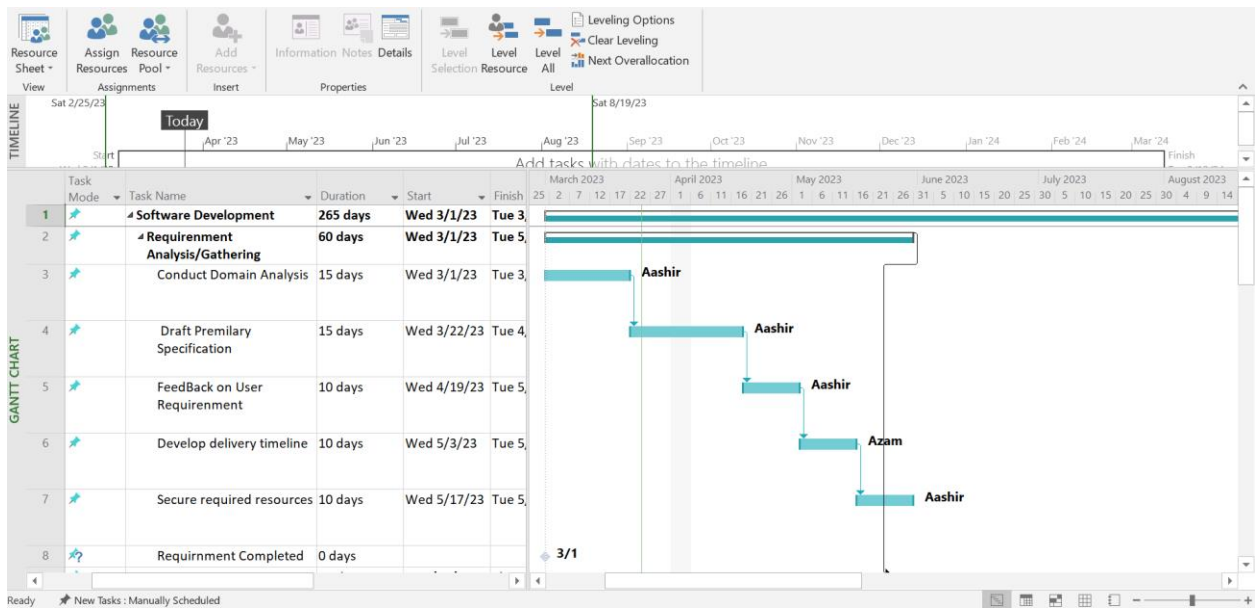 Resource Sheet
Assign Resources
Resource Pool
Add Resources
Information
Notes
Details
Level Selection
Level Resource
Level All
Leveling Options
Clear Leveling
Next Overallocation
View
Assignments
Insert
Properties
Level
TIMELINE
Sat 2/25/23
Sat 8/19/23
Today
Apr '23 May '23 Jun '23 Jul '23 Aug '23 Sep '23 Oct '23 Nov '23 Dec '23 Jan '24 Feb '24 Mar '24
Start
Finish
Add tasks with dates to the timeline
GANTT CHART
Task Mode Task Name Duration Start Finish
March 2023 April 2023 May 2023 June 2023 July 2023 August 2023
25 2 7 12 17 22 27 1 6 11 16 21 26 1 6 11 16 21 26 31 5 10 15 20 25 30 5 10 15 20 25 30 4 9 14
1 Software Development 265 days Wed 3/1/23 Tue 3/
2 Requirenment 60 days Wed 3/1/23 Tue 5/
Analysis/Gathering
3 Conduct Domain Analysis 15 days Wed 3/1/23 Tue 3/ Aashir
4 Draft Premilary 15 days Wed 3/22/23 Tue 4/ Aashir
Specification
5 FeedBack on User 10 days Wed 4/19/23 Tue 5/ Aashir
Requirenment
6 Develop delivery timeline 10 days Wed 5/3/23 Tue 5/ Azam
7 Secure required resources 10 days Wed 5/17/23 Tue 5/ Aashir
8 Requirnment Completed 0 days 3/1
Ready New Tasks : Manually Scheduled